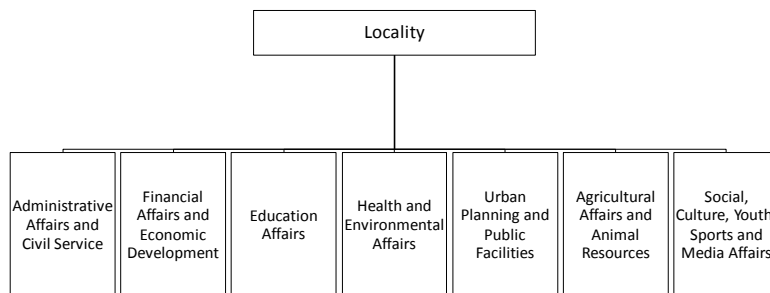 Locality
Administrative
Affairs and
Civil Service
Financial
Affairs and
Economic
Development
Education
Affairs
Health and
Environmental
Affairs
Urban
Planning and
Public
Facilities
Agricultural
Affairs and
Animal
Resources
Social,
Culture, Youth,
Sports and
Media Affairs